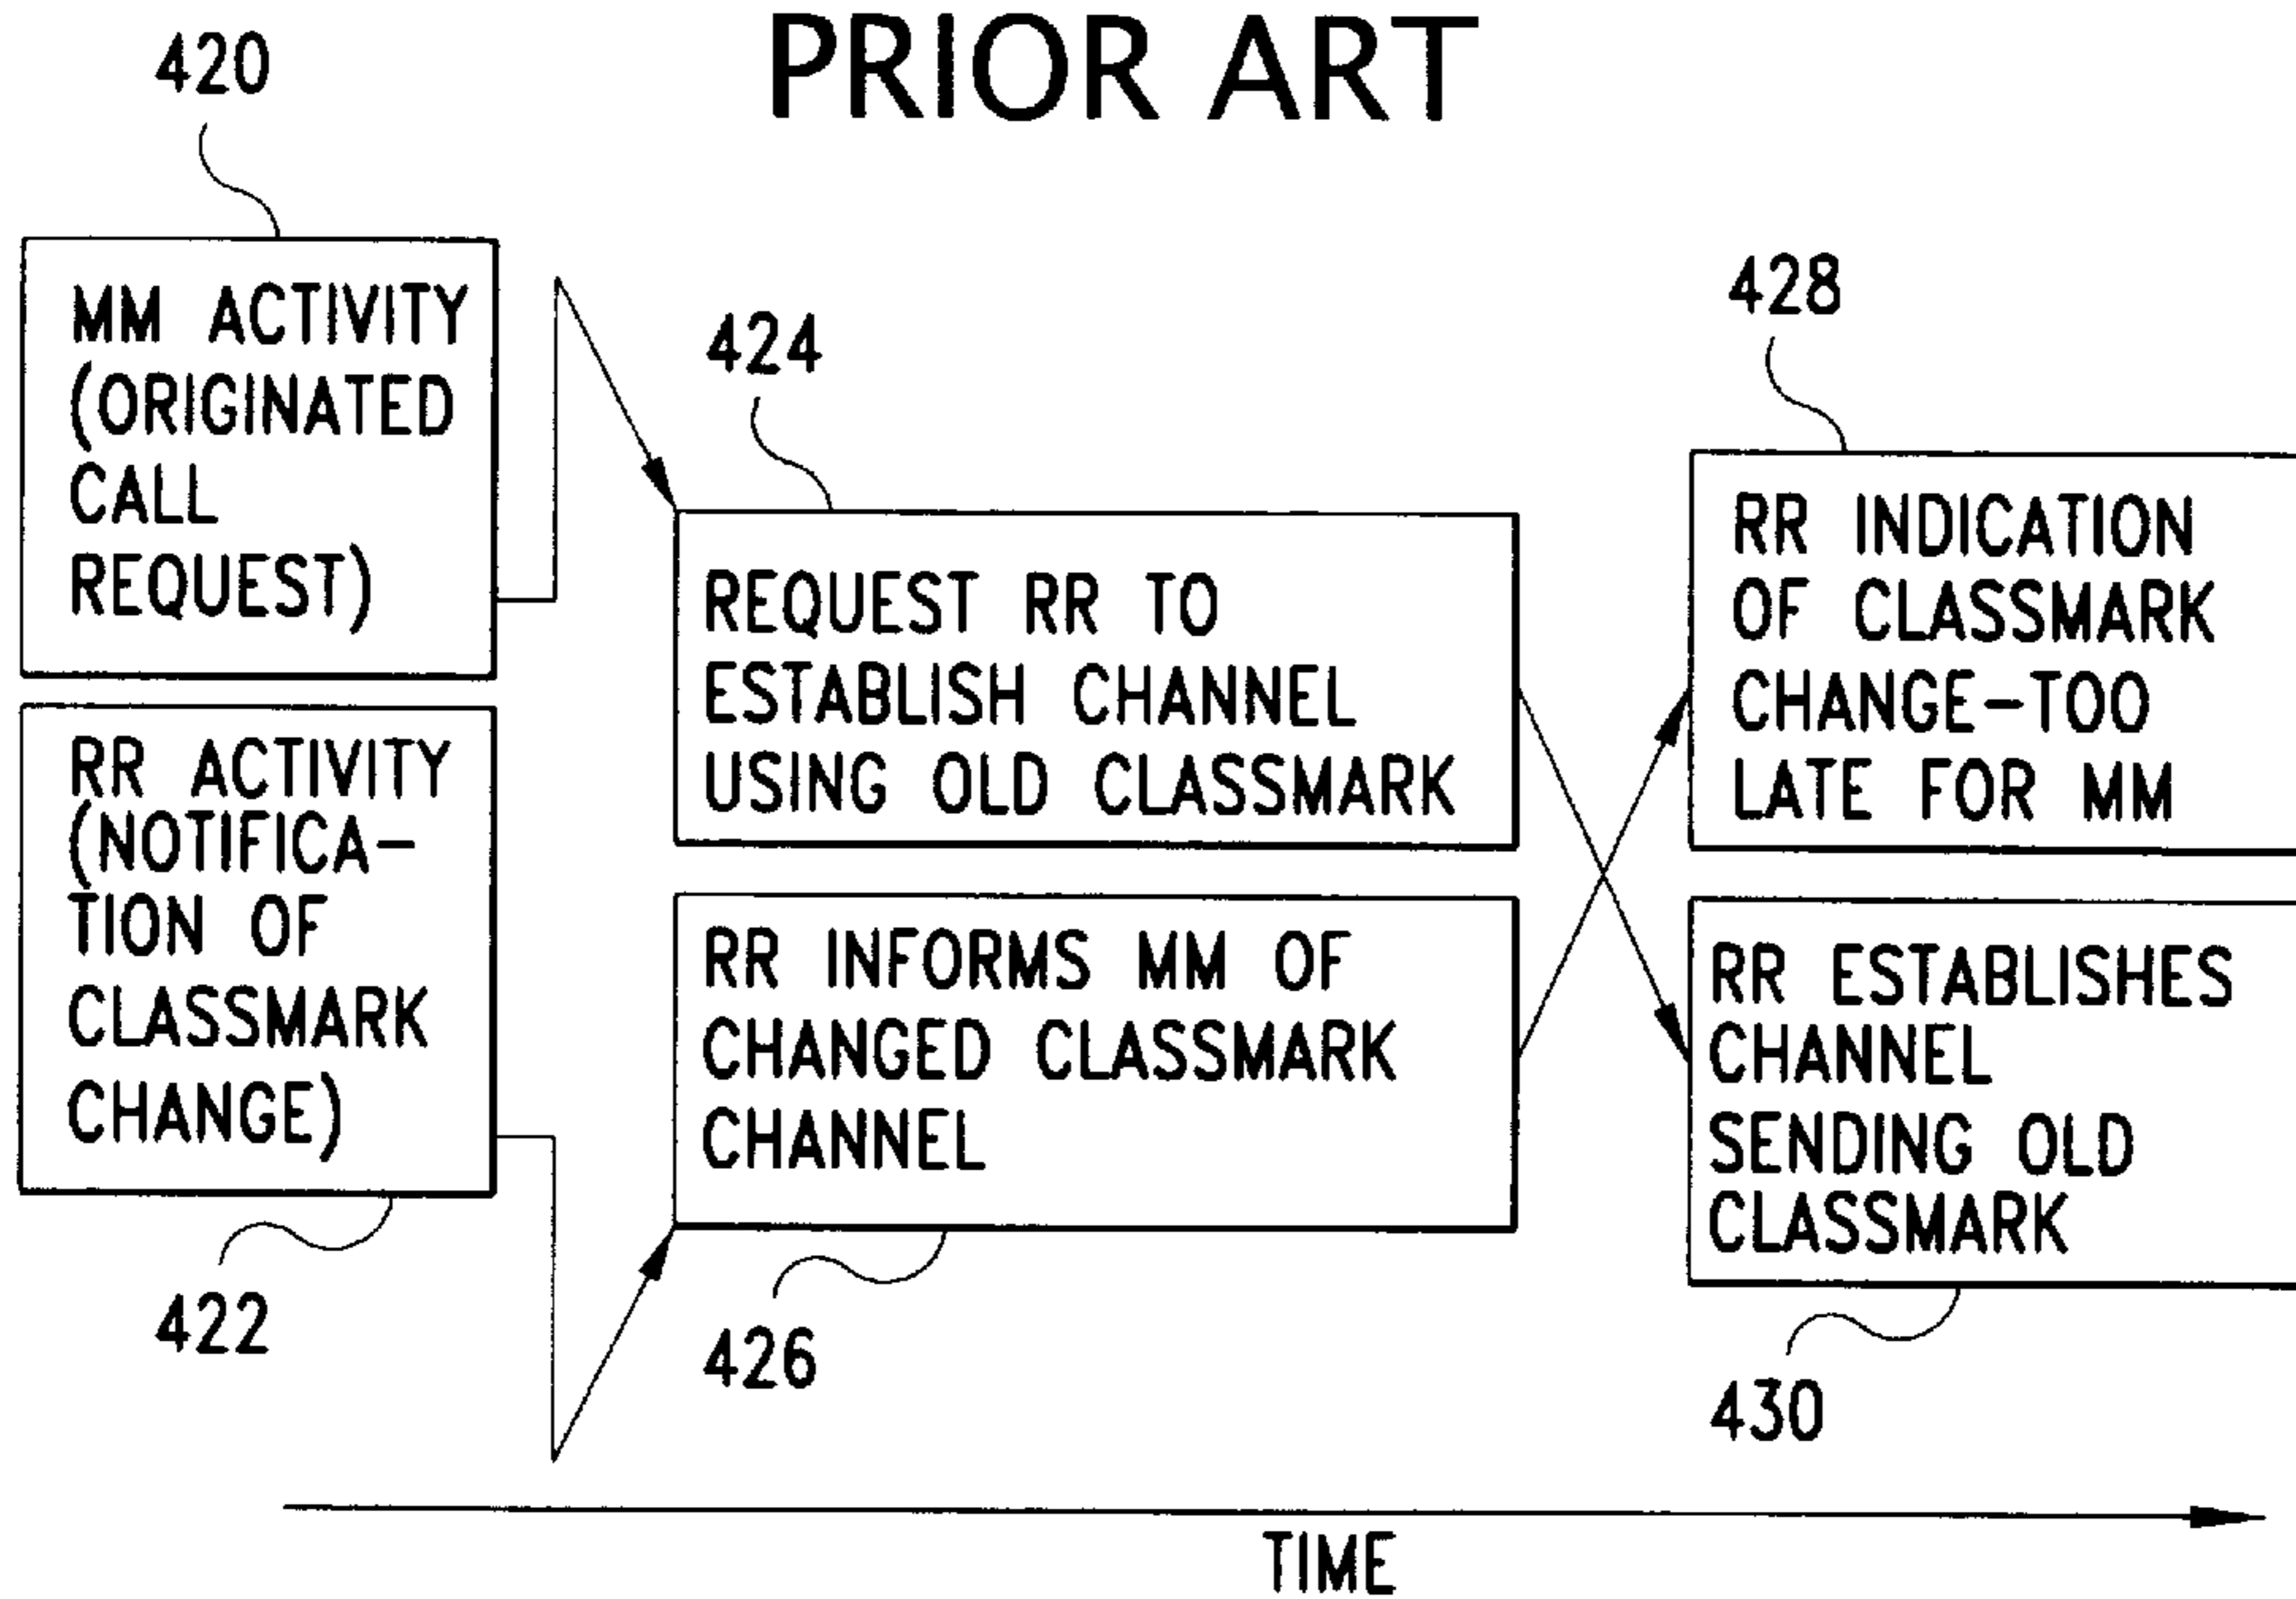 PRIOR ART
420
MM ACTIVITY
(ORIGINATED
CALL
REQUEST)
RR ACTIVITY
(NOTIFICA-
TION OF
CLASSMARK
CHANGE)
422
424
REQUEST RR TO
ESTABLISH CHANNEL
USING OLD CLASSMARK
RR INFORMS MM OF
CHANGED CLASSMARK
CHANNEL
426
428
RR INDICATION
OF CLASSMARK
CHANGE-TOO
LATE FOR MM
RR ESTABLISHES
CHANNEL
SENDING OLD
CLASSMARK
430
TIME